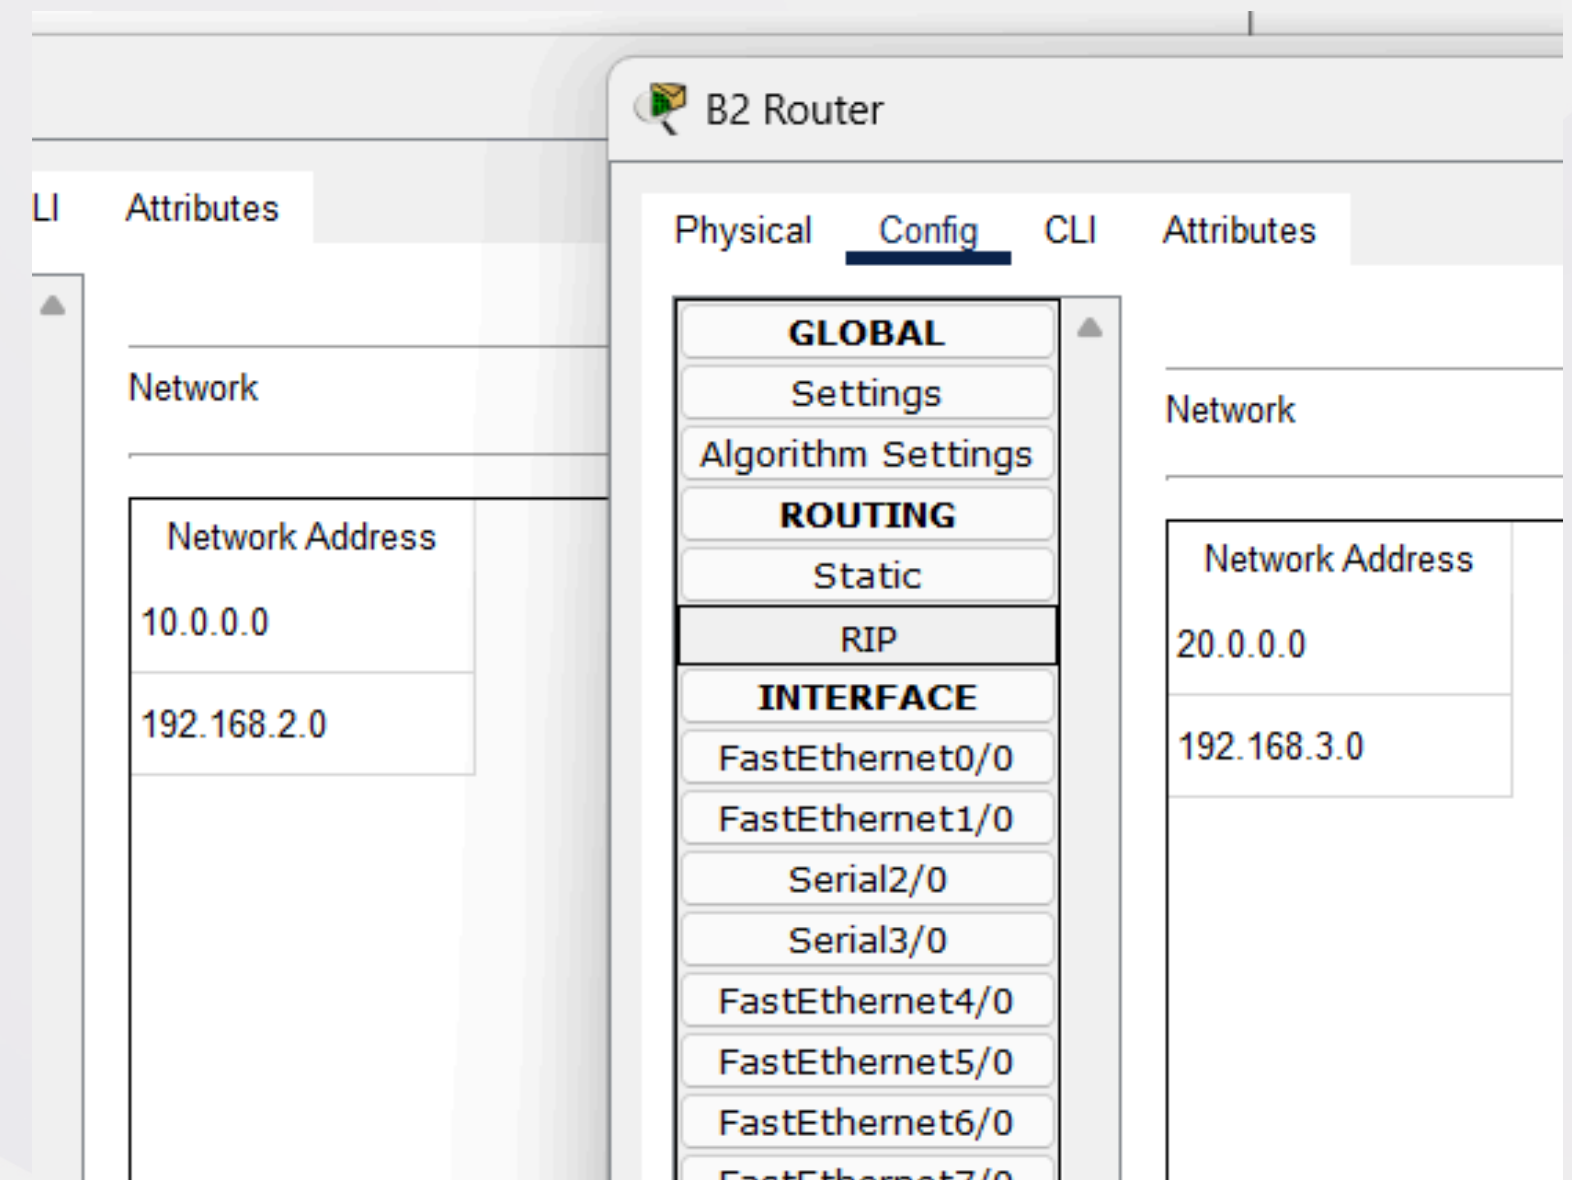 LI Attributes
Network
Network Address
10.0.0.0
192.168.2.0
B2 Router
Physical Config CLI Attributes
GLOBAL
Settings
Algorithm Settings
ROUTING
Static
RIP
INTERFACE
FastEthernet0/0
FastEthernet1/0
Serial2/0
Serial3/0
FastEthernet4/0
FastEthernet5/0
FastEthernet6/0
FastEthernet7/0
Network
Network Address
20.0.0.0
192.168.3.0